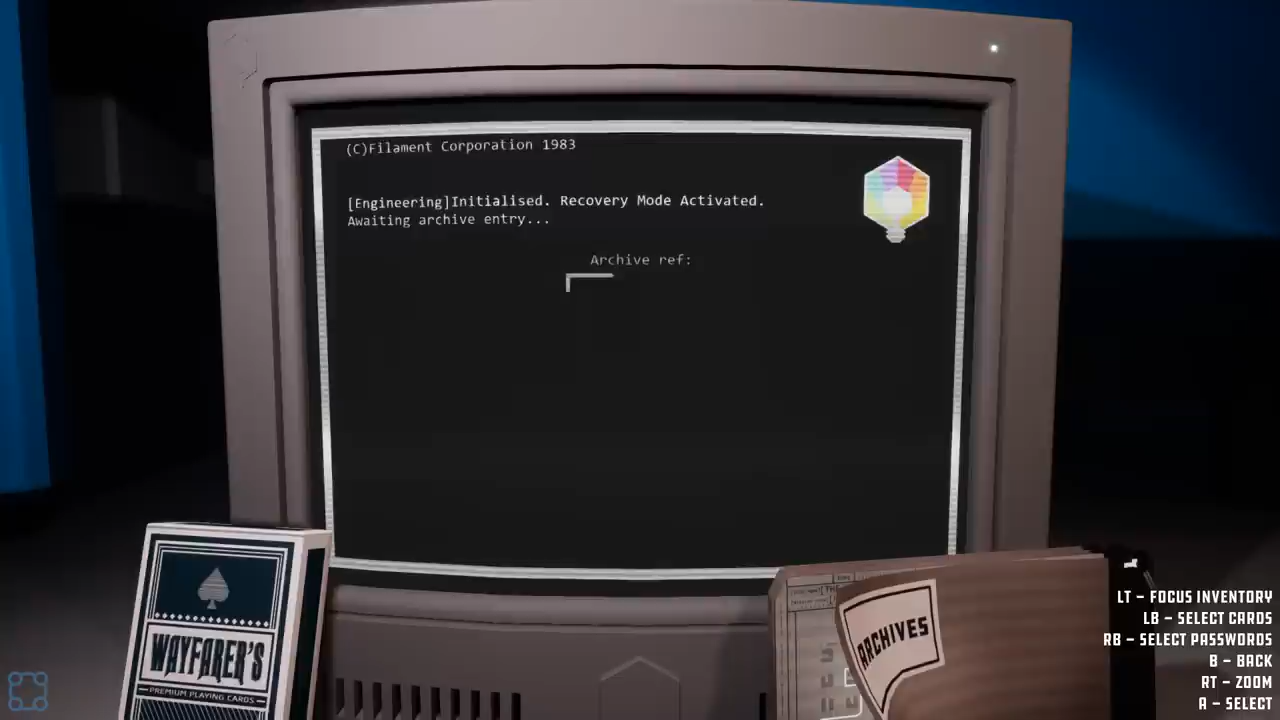 (C)Filament Corporation 1983
[Engineering]Initialised. Recovery Mode Activated.
Awaiting archive entry...
Archive ref:
WAYFARER'S
PREMIUM PLAYING CARDS
ARCHIVES
LT – FOCUS INVENTORY
LB – SELECT CARDS
RB – SELECT PASSWORDS
B – BACK
RT – ZOOM
A – SELECT